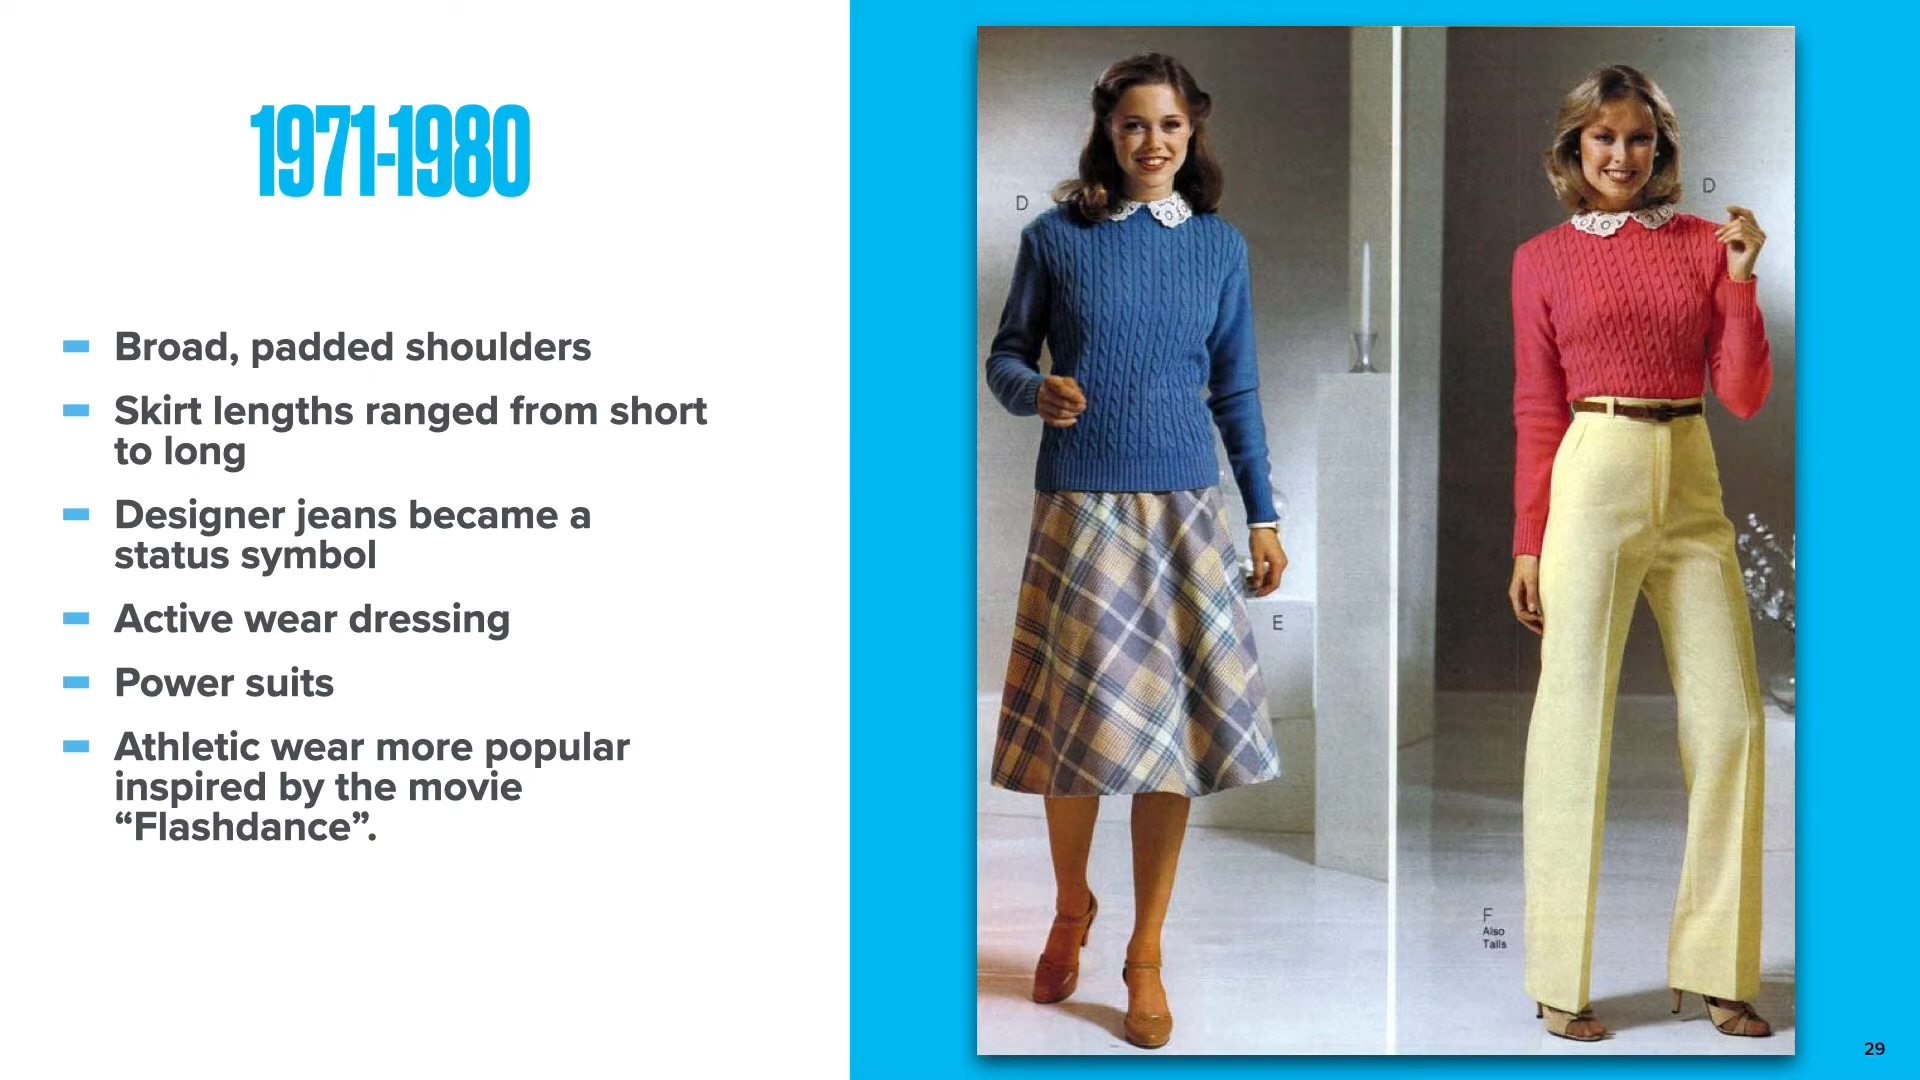 1971-1980
Broad, padded shoulders
Skirt lengths ranged from short
to long
Designer jeans became a
status symbol
Active wear dressing
Power suits
Athletic wear more popular
inspired by the movie
“Flashdance”.
D
E
D
F
Also
Talls
29